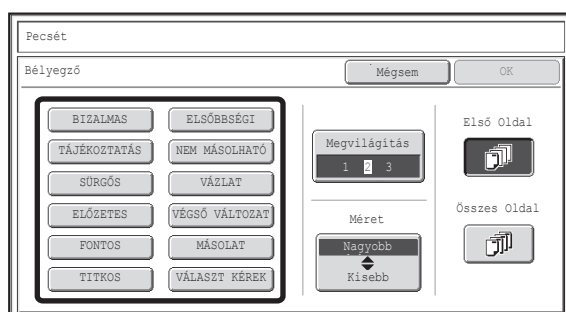 Pecsét
Bélyegző
Mégsem
OK
BIZALMAS
ELSŐBBSÉGI
TÁJÉKOZTATÁS
NEM MÁSOLHATÓ
SÜRGŐS
VÁZLAT
ELŐZETES
VÉGSŐ VÁLTOZAT
FONTOS
MÁSOLAT
TITKOS
VÁLASZT KÉREK
Megvilágítás
1 2 3
Méret
Nagyobb
Kisebb
Első Oldal
Összes Oldal